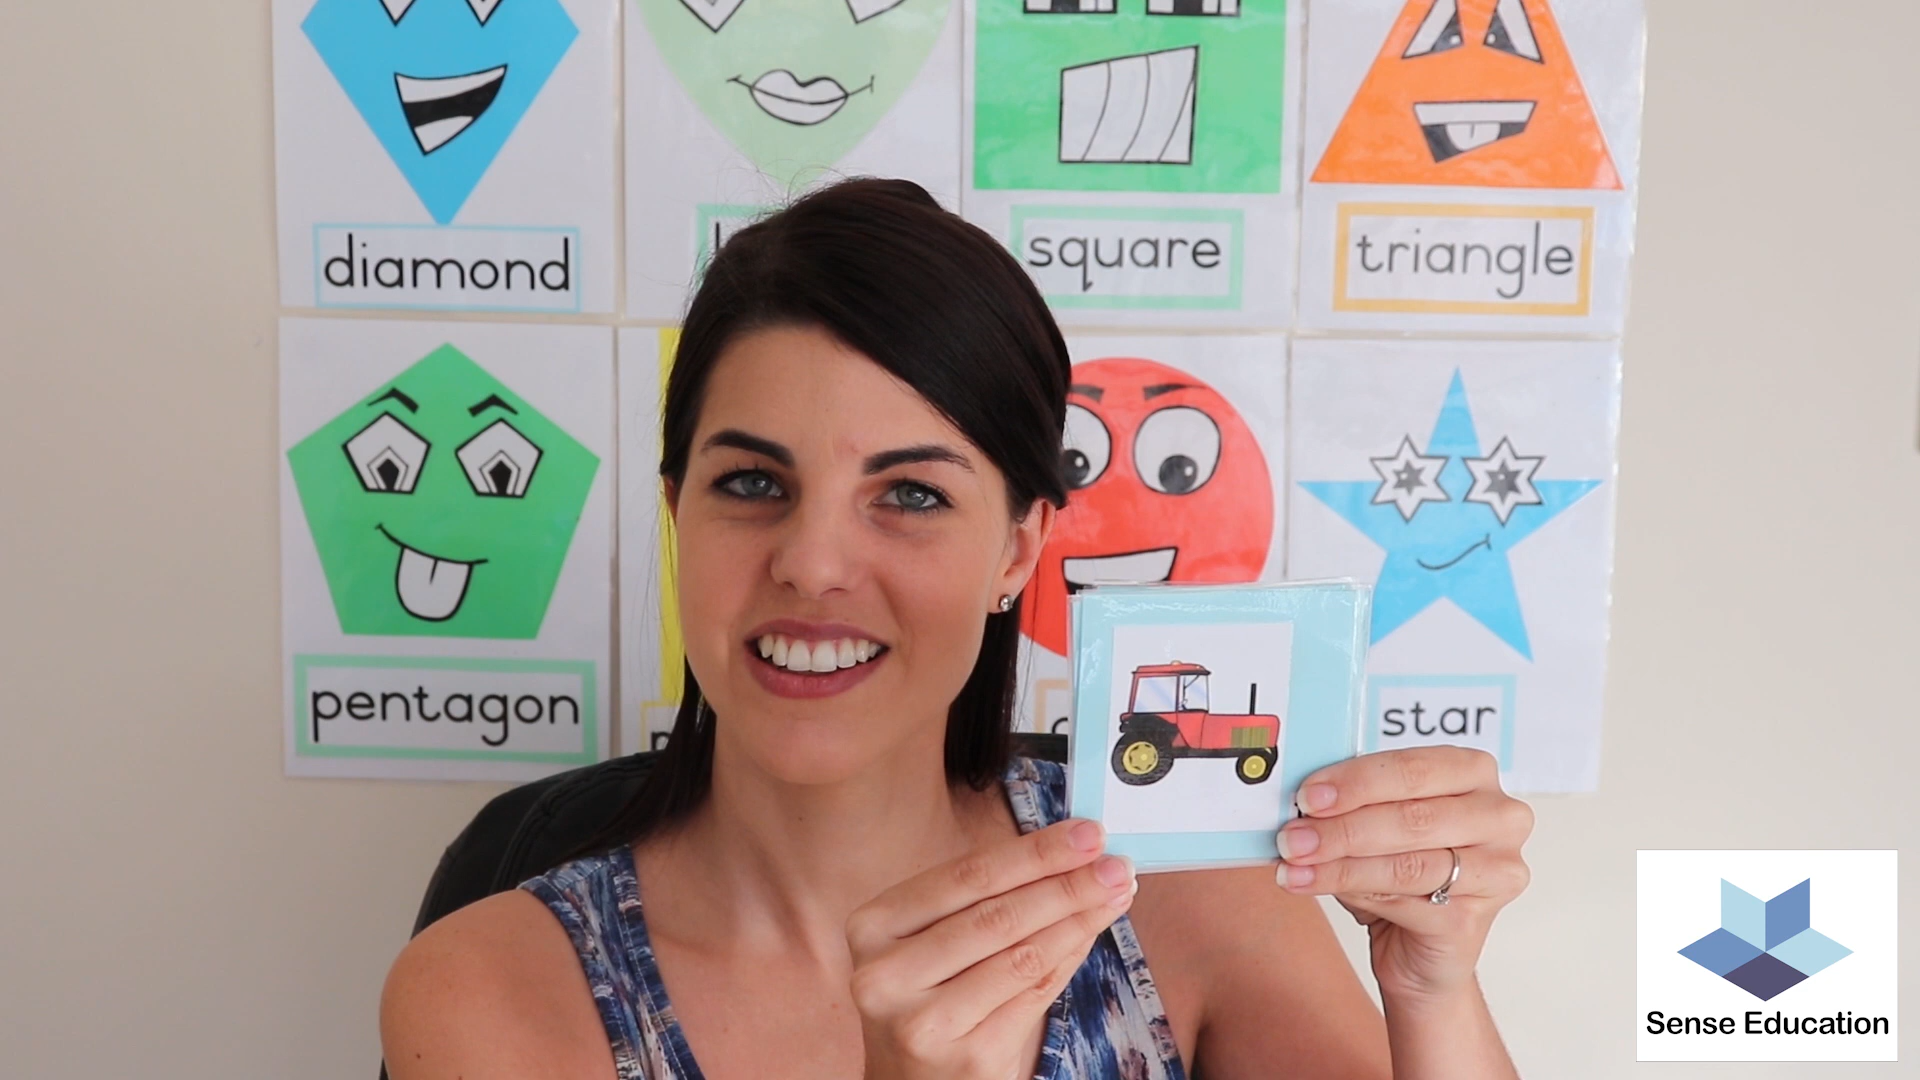 diamond
square
triangle
pentagon
star
Sense Education